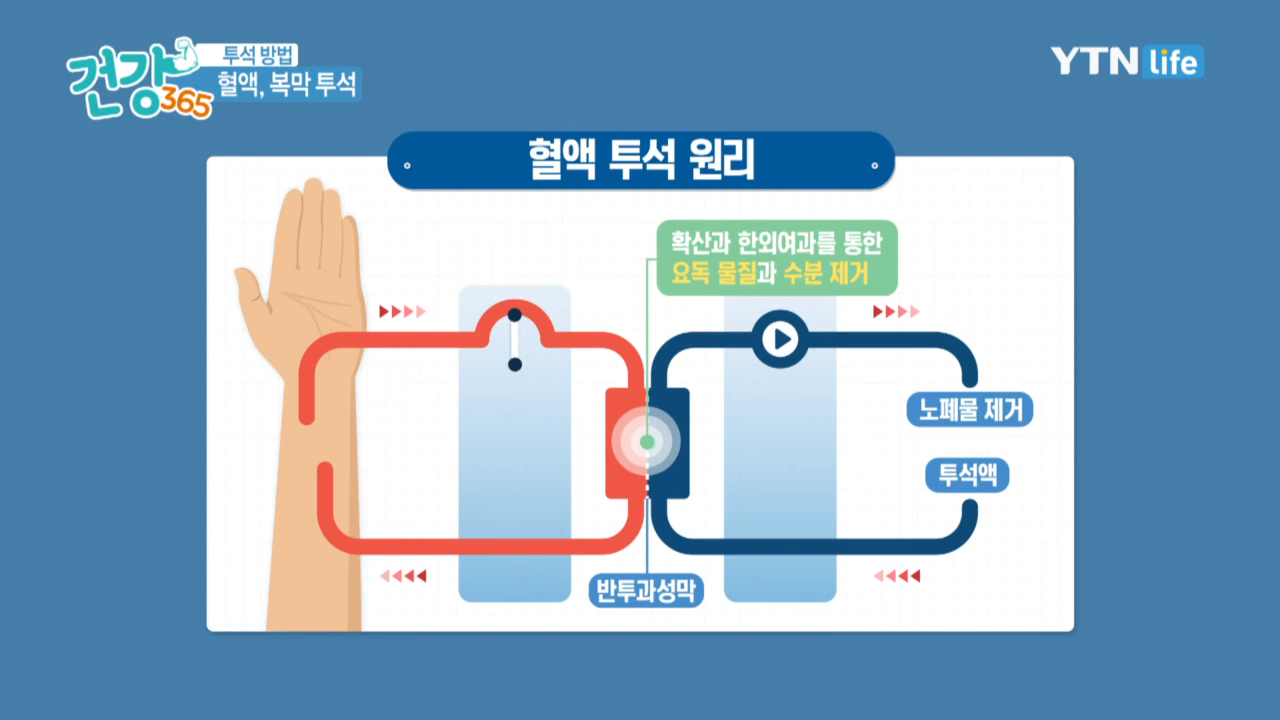 건강365
투석 방법
혈액, 복막 투석
YTN life
혈액 투석 원리
확산과 한외여과를 통한
요독 물질과 수분 제거
노폐물 제거
투석액
반투과성막